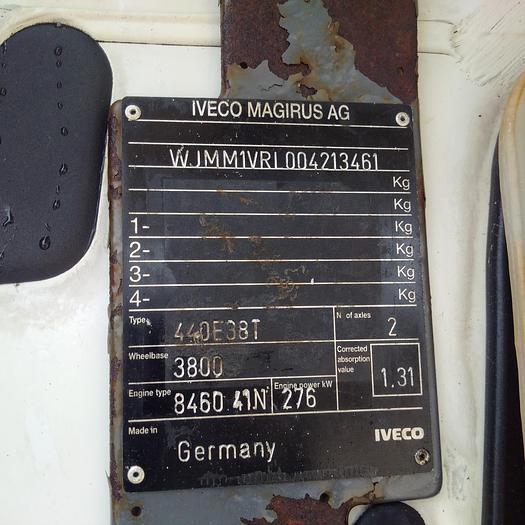 IVECO MAGIRUS AG
WJMM1VRL004213461
Kg
Kg
1- Kg
2- Kg
3- Kg
4- Kg
Type 440E38T N of axles 2
Wheelbase 3800 Corrected absorption value 1.31
Engine type 8460 41N Engine power kW 276
Made in Germany IVECO